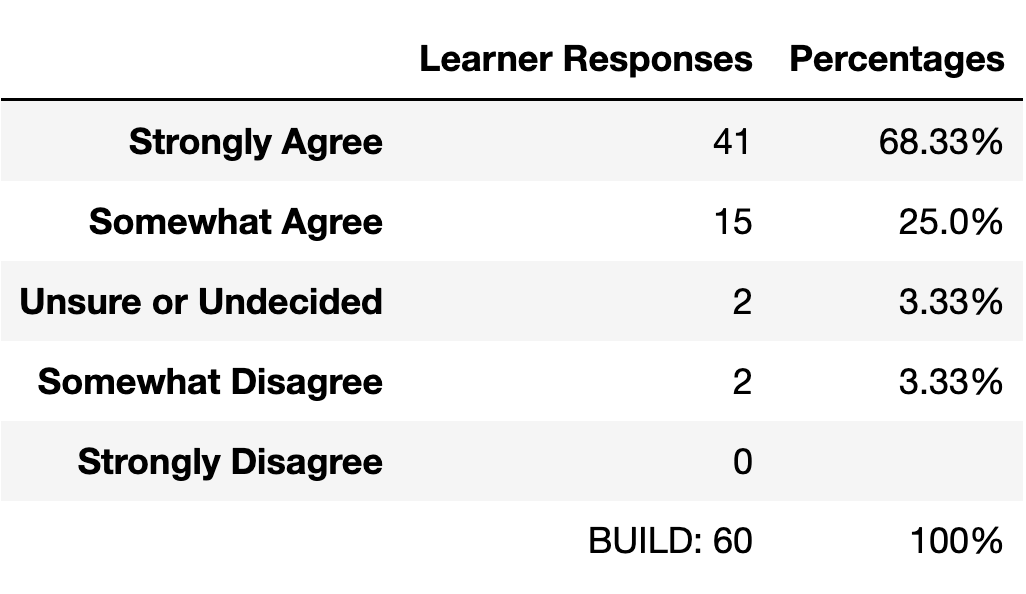 Learner Responses Percentages
Strongly Agree 41 68.33%
Somewhat Agree 15 25.0%
Unsure or Undecided 2 3.33%
Somewhat Disagree 2 3.33%
Strongly Disagree 0
BUILD: 60 100%